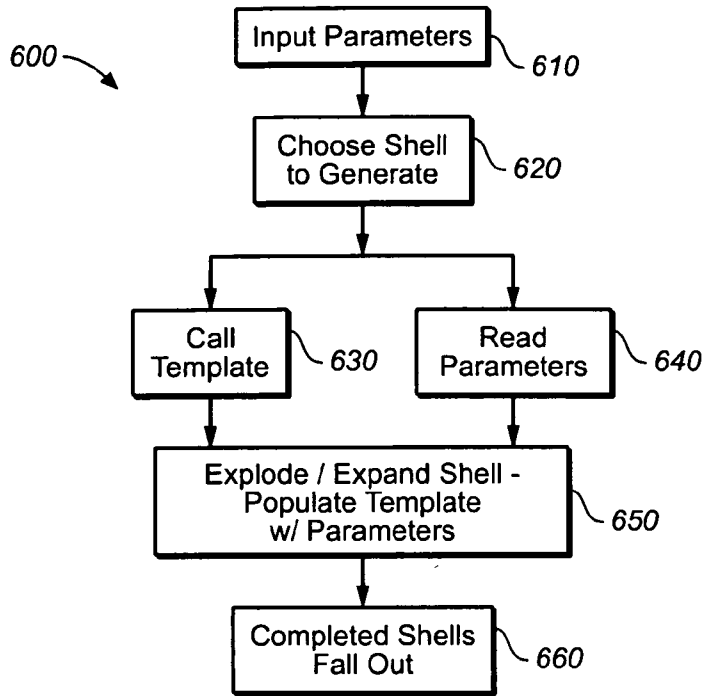 Input Parameters
600
610
Choose Shell
to Generate
620
Call
Template
630
Read
Parameters
640
Explode / Expand Shell -
Populate Template
w/ Parameters
650
Completed Shells
Fall Out
660